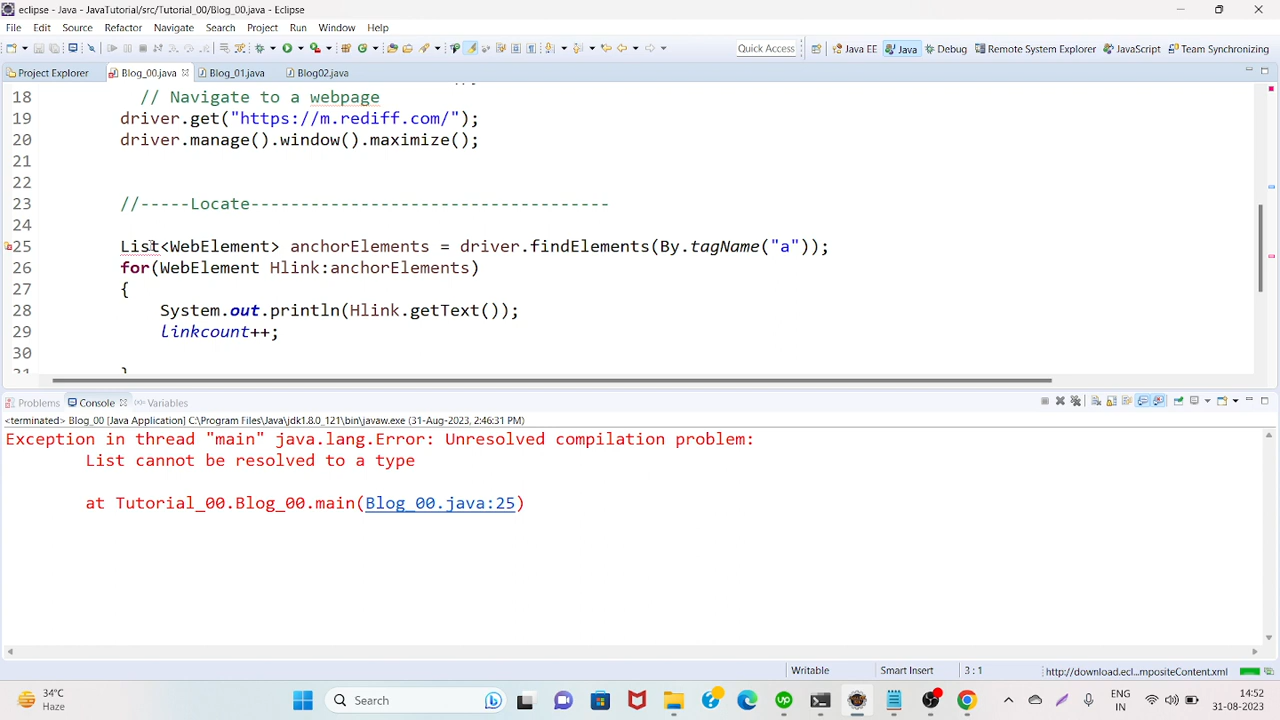 eclipse - Java - JavaTutorial/src/Tutorial_00/Blog_00.java - Eclipse
File Edit Source Refactor Navigate Search Project Run Window Help
Quick Access Java EE Java Debug Remote System Explorer JavaScript Team Synchronizing
Project Explorer Blog_00.java Blog_01.java Blog02.java
18 // Navigate to a webpage
19 driver.get("https://m.rediff.com/");
20 driver.manage().window().maximize();
21
22
23 //-----Locate------------------------------------
24
25 List<WebElement> anchorElements = driver.findElements(By.tagName("a"));
26 for(WebElement Hlink:anchorElements)
27 {
28 System.out.println(Hlink.getText());
29 linkcount++;
30
31 }
Problems Console Variables
<terminated> Blog_00 [Java Application] C:\Program Files\Java\jdk1.8.0_121\bin\javaw.exe (31-Aug-2023, 2:46:31 PM)
Exception in thread "main" java.lang.Error: Unresolved compilation problem:
List cannot be resolved to a type
at Tutorial_00.Blog_00.main(Blog_00.java:25)
Writable Smart Insert 3 : 1 http://download.ecl...mpositeContent.xml
34°C
Haze
Search
ENG
IN
14:52
31-08-2023